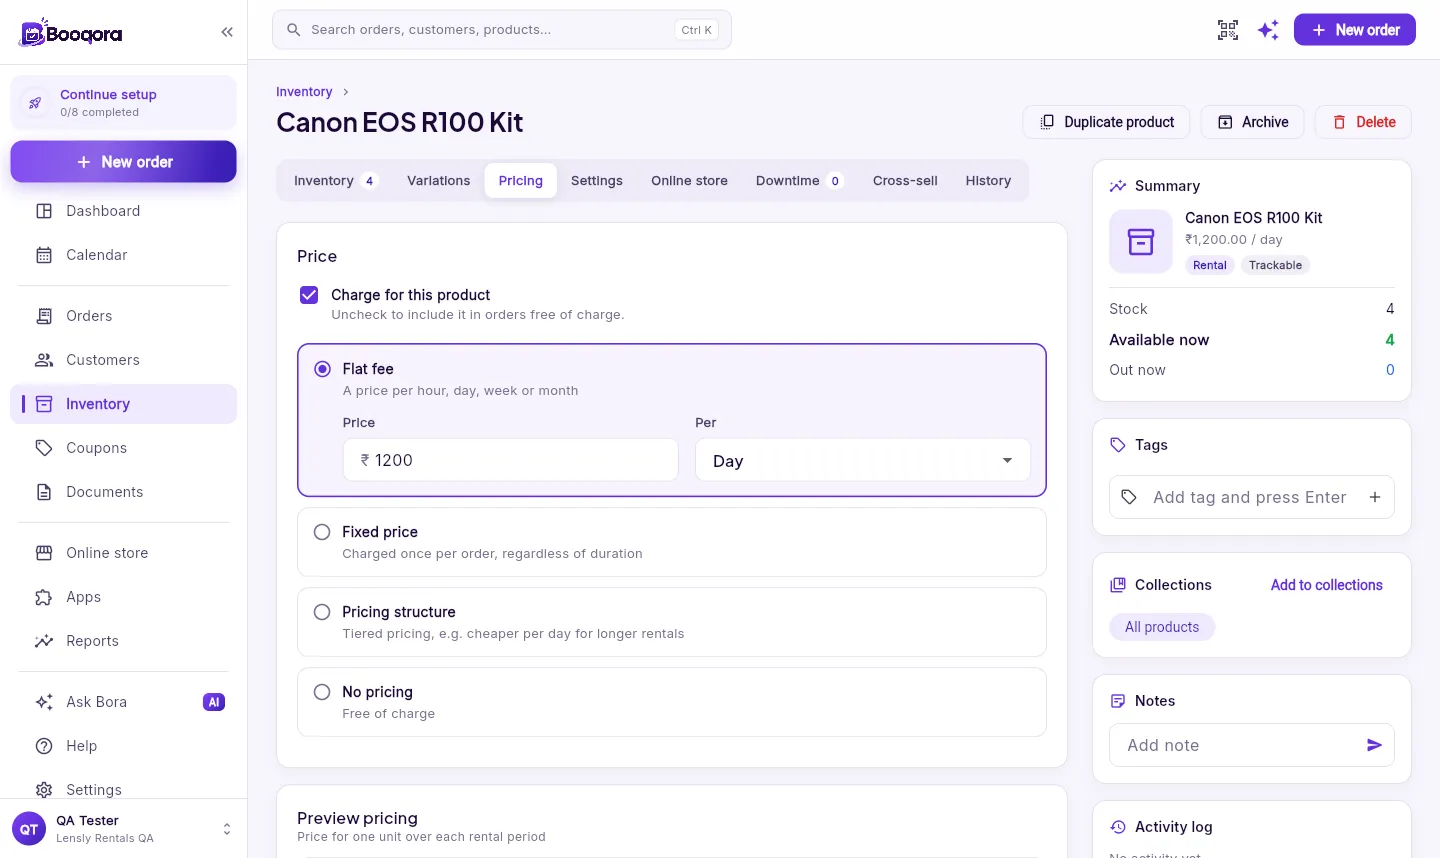 Booqora
Continue setup
0/8 completed
+ New order
Dashboard
Calendar
Orders
Customers
Inventory
Coupons
Documents
Online store
Apps
Reports
Ask Bora AI
Help
Settings
QT
QA Tester
Lensly Rentals QA
Search orders, customers, products... Ctrl K
+ New order
Inventory >
Canon EOS R100 Kit
Duplicate product Archive Delete
Inventory 4 Variations Pricing Settings Online store Downtime 0 Cross-sell History
Price
Charge for this product
Uncheck to include it in orders free of charge.
Flat fee
A price per hour, day, week or month
Price Per
₹ 1200 Day
Fixed price
Charged once per order, regardless of duration
Pricing structure
Tiered pricing, e.g. cheaper per day for longer rentals
No pricing
Free of charge
Preview pricing
Price for one unit over each rental period
Summary
Canon EOS R100 Kit
₹1,200.00 / day
Rental Trackable
Stock 4
Available now 4
Out now 0
Tags
Add tag and press Enter +
Collections Add to collections
All products
Notes
Add note
Activity log
No activity yet